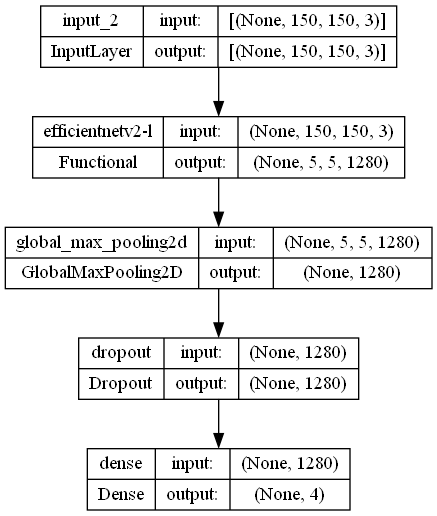 input_2 input: [(None, 150, 150, 3)]
InputLayer output: [(None, 150, 150, 3)]
efficientnetv2-l input: (None, 150, 150, 3)
Functional output: (None, 5, 5, 1280)
global_max_pooling2d input: (None, 5, 5, 1280)
GlobalMaxPooling2D output: (None, 1280)
dropout input: (None, 1280)
Dropout output: (None, 1280)
dense input: (None, 1280)
Dense output: (None, 4)